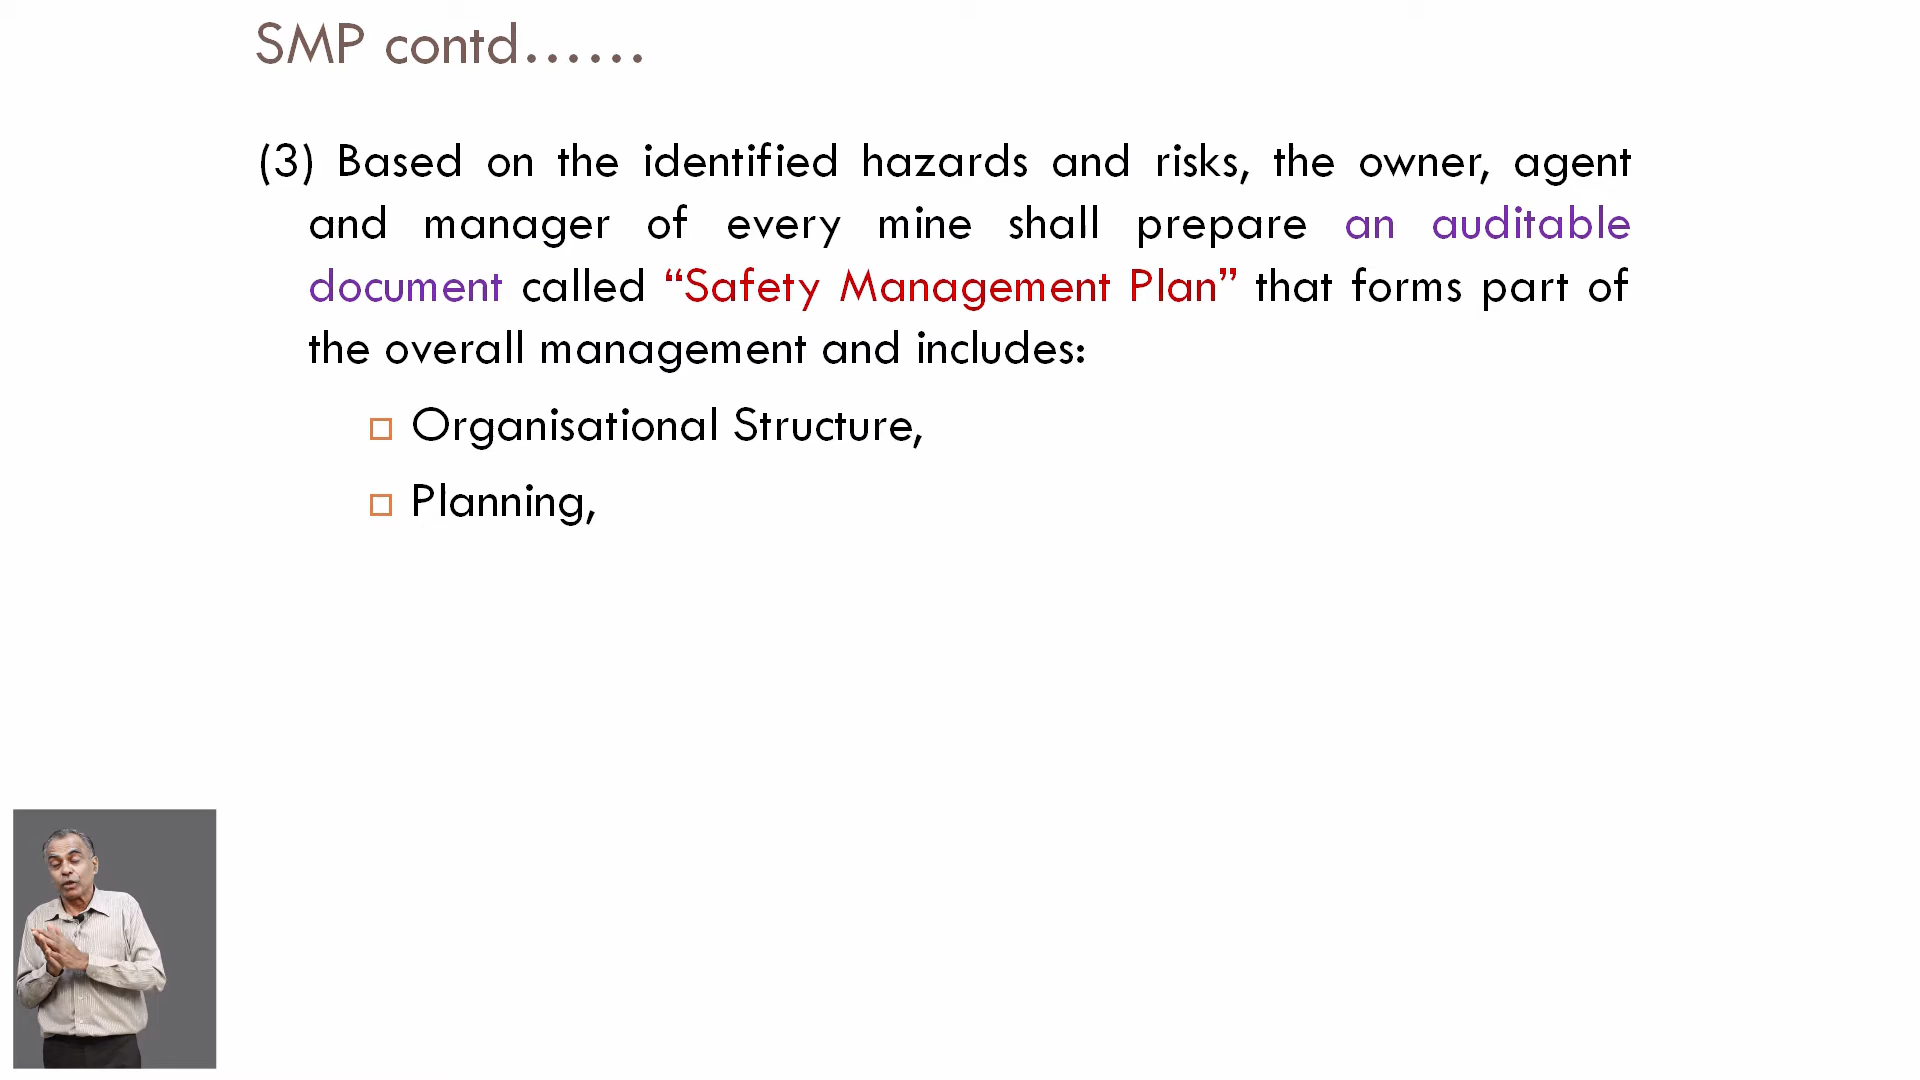 SMP contd......
(3) Based on the identified hazards and risks, the owner, agent
and manager of every mine shall prepare an auditable
document called “Safety Management Plan” that forms part of
the overall management and includes:
Organisational Structure,
Planning,